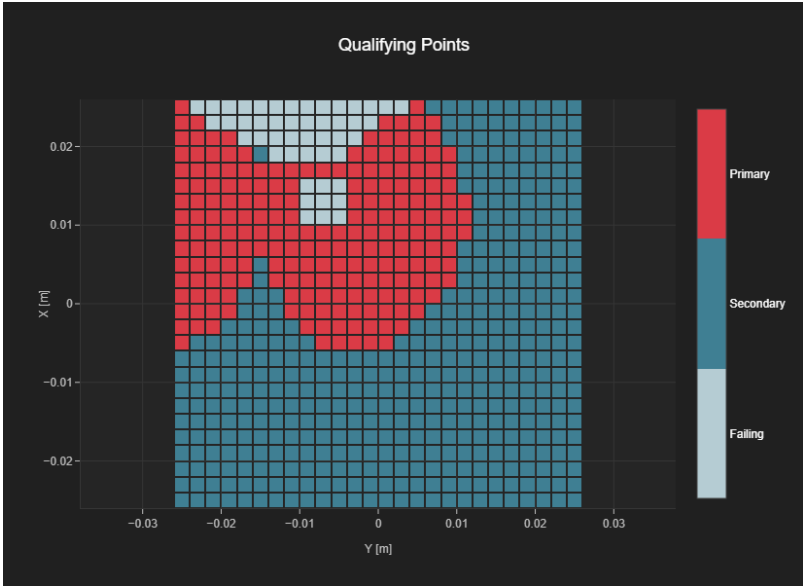 Qualifying Points
0.02
0.01
0
−0.01
−0.02
X [m]
−0.03
−0.02
−0.01
0
0.01
0.02
0.03
Y [m]
Primary
Secondary
Failing